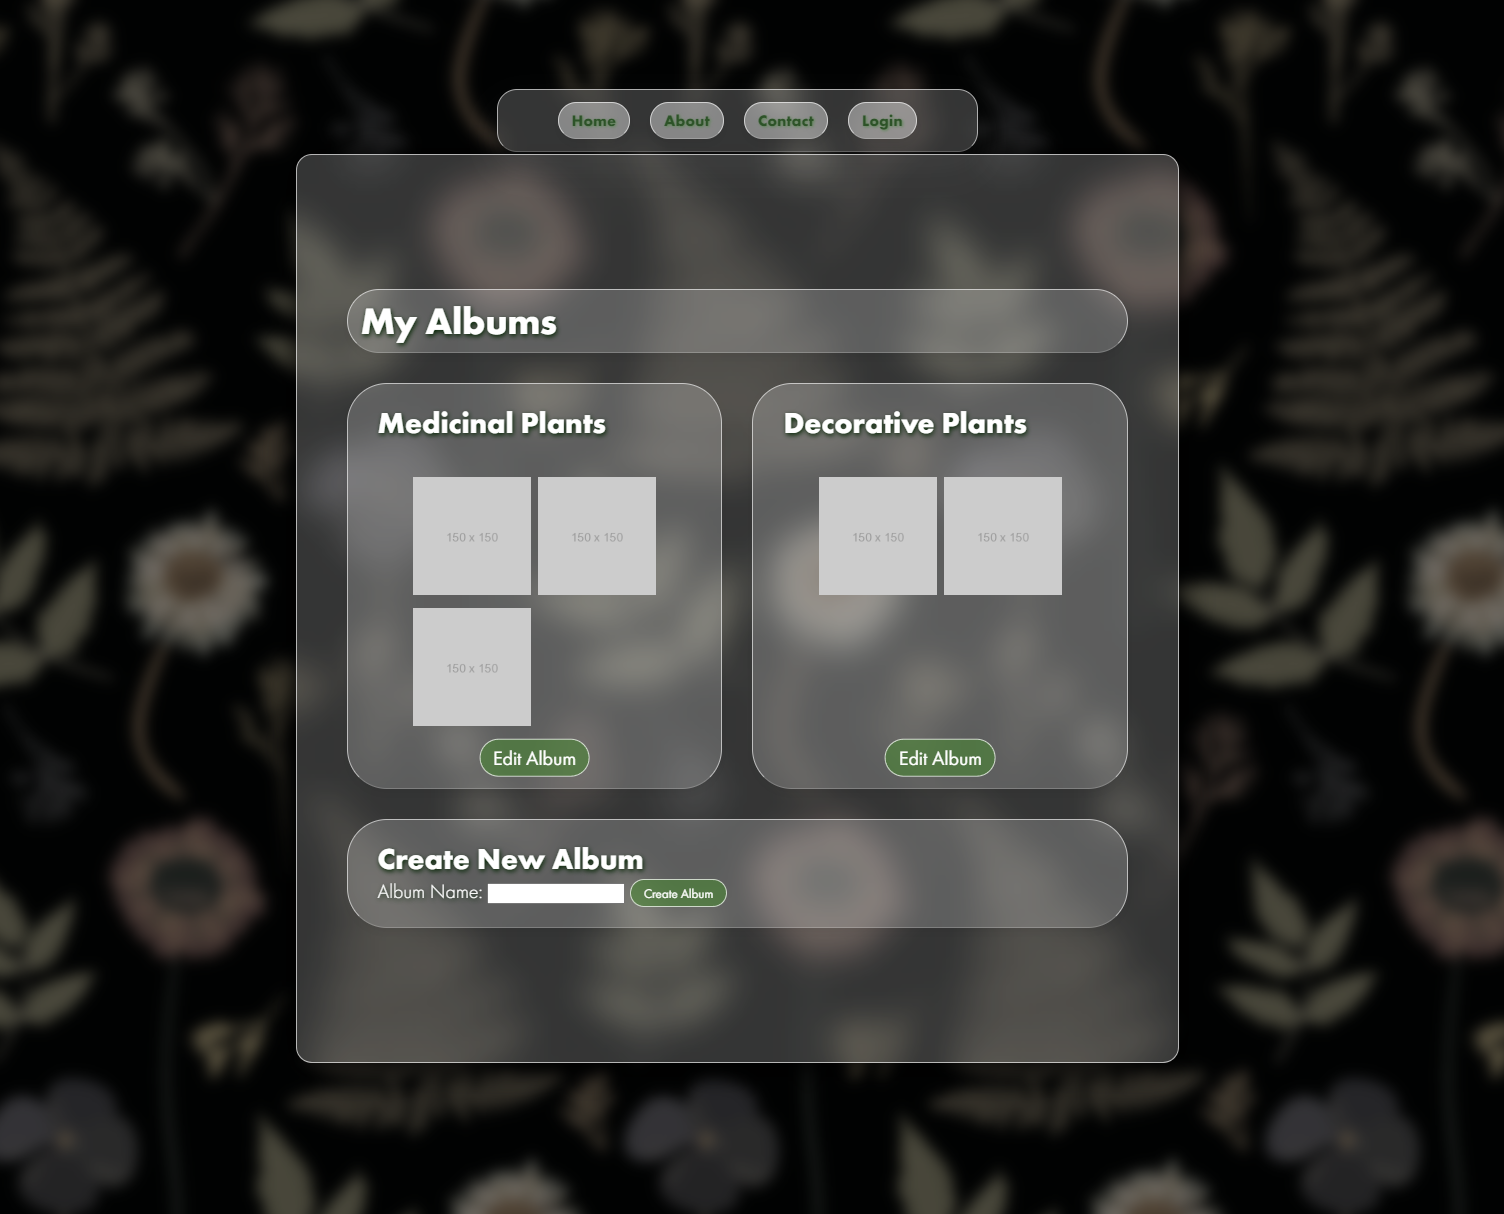 Home About Contact Login
My Albums
Medicinal Plants
150 x 150 150 x 150
150 x 150
Edit Album
Decorative Plants
150 x 150 150 x 150
Edit Album
Create New Album
Album Name: Create Album